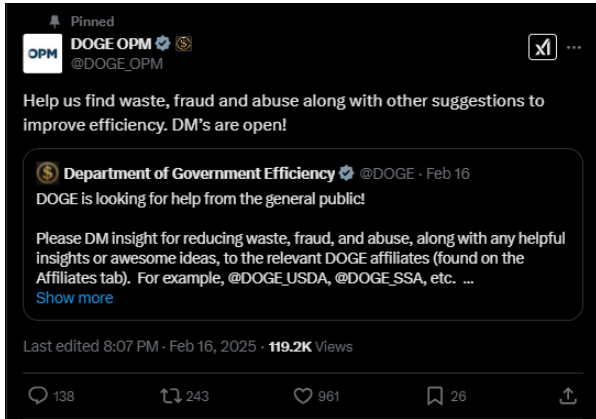 Pinned
OPM
DOGE OPM
@DOGE_OPM
Help us find waste, fraud and abuse along with other suggestions to
improve efficiency. DM's are open!
Department of Government Efficiency @DOGE · Feb 16
DOGE is looking for help from the general public!
Please DM insight for reducing waste, fraud, and abuse, along with any helpful
insights or awesome ideas, to the relevant DOGE affiliates (found on the
Affiliates tab).  For example, @DOGE_USDA, @DOGE_SSA, etc.  ...
Show more
Last edited 8:07 PM · Feb 16, 2025 · 119.2K Views
138 243 961 26